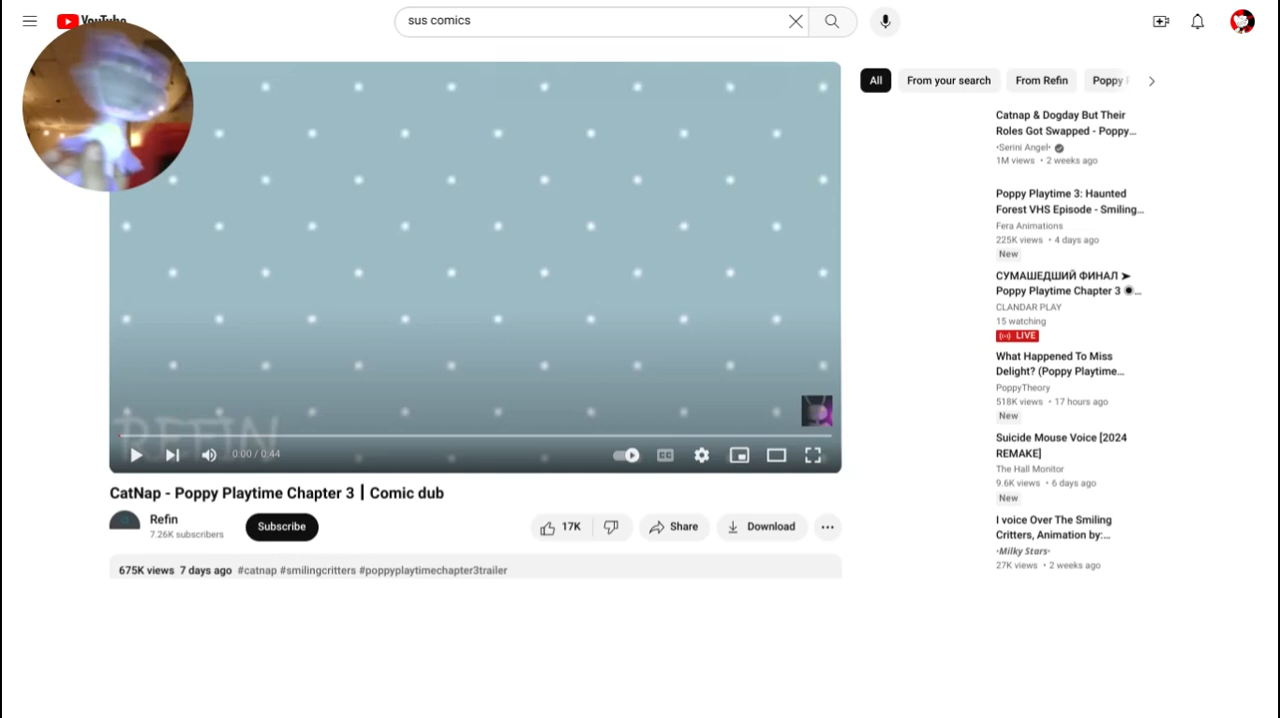 YouTube
sus comics
All
From your search
From Refin
Poppy
Catnap & Dogday But Their
Roles Got Swapped - Poppy...
•Serini Angel•
1M views • 2 weeks ago
Poppy Playtime 3: Haunted
Forest VHS Episode - Smiling...
Fera Animations
225K views • 4 days ago
New
СУМАШЕДШИЙ ФИНАЛ ➤
Poppy Playtime Chapter 3 ✺...
CLANDAR PLAY
15 watching
LIVE
What Happened To Miss
Delight? (Poppy Playtime...
PoppyTheory
518K views • 17 hours ago
New
Suicide Mouse Voice [2024
REMAKE]
The Hall Monitor
9.6K views • 6 days ago
New
I voice Over The Smiling
Critters, Animation by:...
•Milky Stars•
27K views • 2 weeks ago
REFIN
0:00 / 0:44
CC
CatNap - Poppy Playtime Chapter 3 | Comic dub
Refin
7.26K subscribers
Subscribe
17K
Share
Download
675K views 7 days ago #catnap #smilingcritters #poppyplaytimechapter3trailer